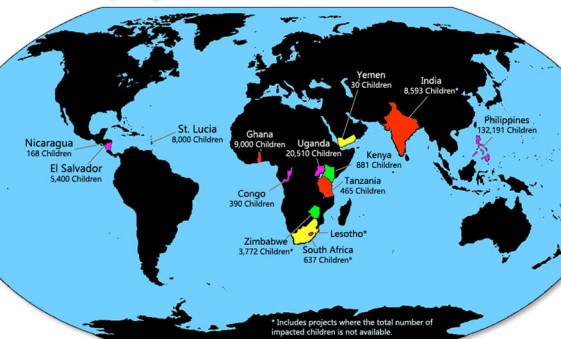 Yemen
30 Children
India
8,593 Children*
Philippines
132,191 Children
St. Lucia
8,000 Children
Nicaragua
168 Children
El Salvador
5,400 Children
Ghana
9,000 Children
Uganda
20,510 Children
Kenya
881 Children
Tanzania
465 Children
Congo
390 Children
Zimbabwe
3,772 Children*
Lesotho*
South Africa
637 Children*
* Includes projects where the total number of
impacted children is not available.